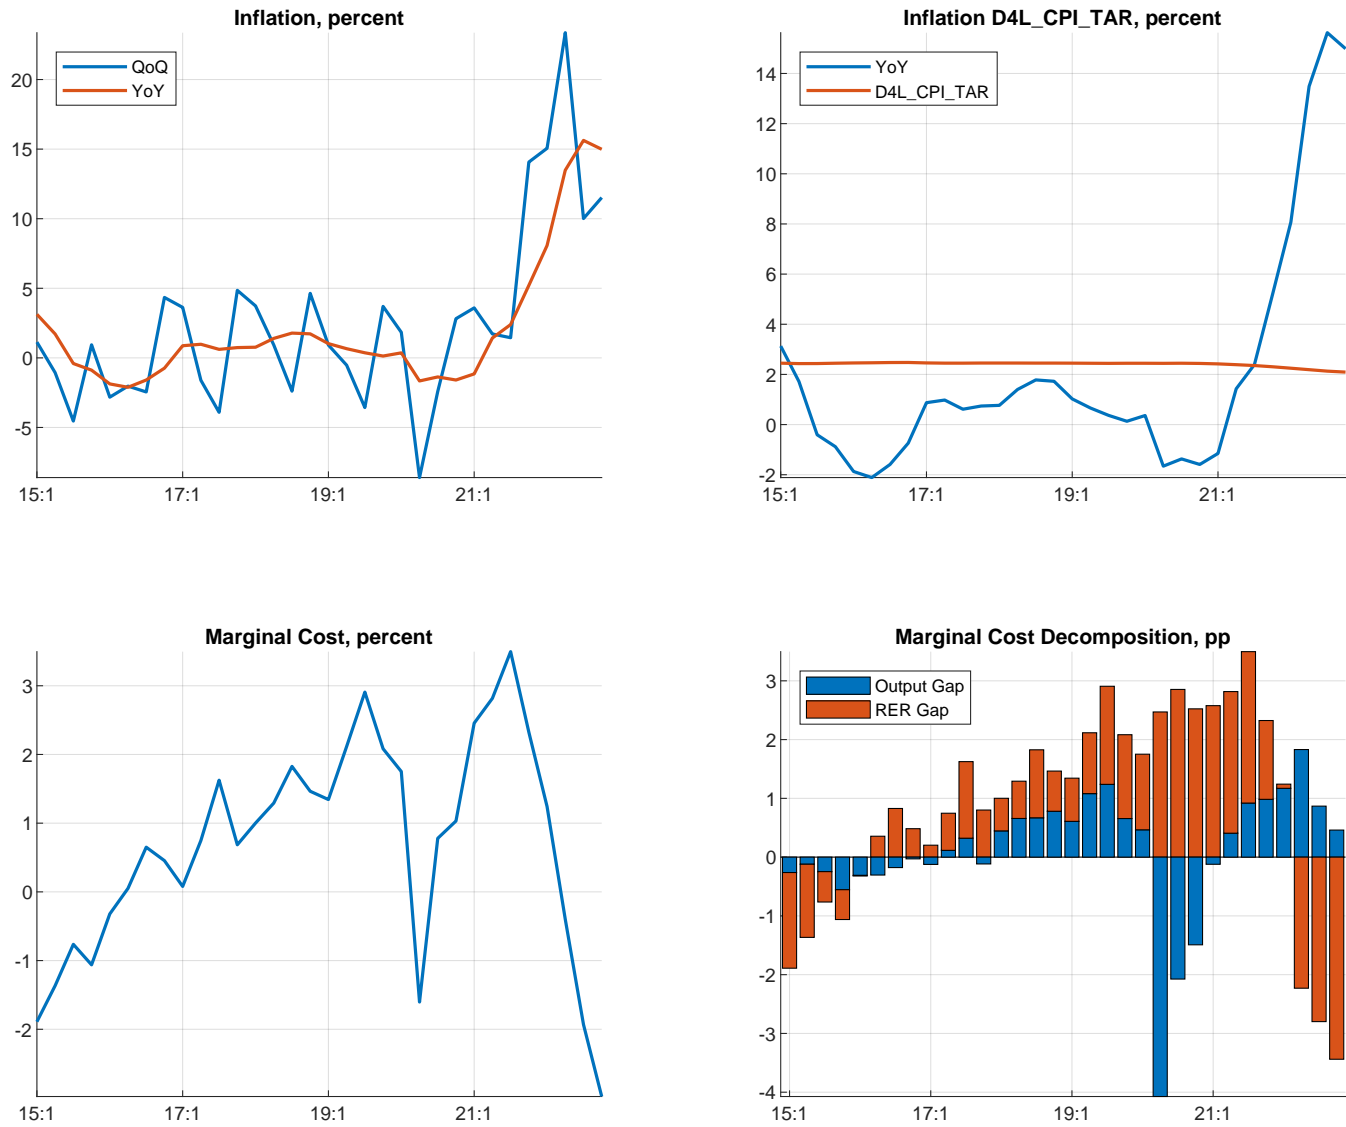 Inflation, percent
QoQ
YoY
20
15
10
5
0
-5
15:1 17:1 19:1 21:1
Inflation D4L_CPI_TAR, percent
YoY
D4L_CPI_TAR
14
12
10
8
6
4
2
0
-2
15:1 17:1 19:1 21:1
Marginal Cost, percent
3
2
1
0
-1
-2
15:1 17:1 19:1 21:1
Marginal Cost Decomposition, pp
Output Gap
RER Gap
3
2
1
0
-1
-2
-3
-4
15:1 17:1 19:1 21:1